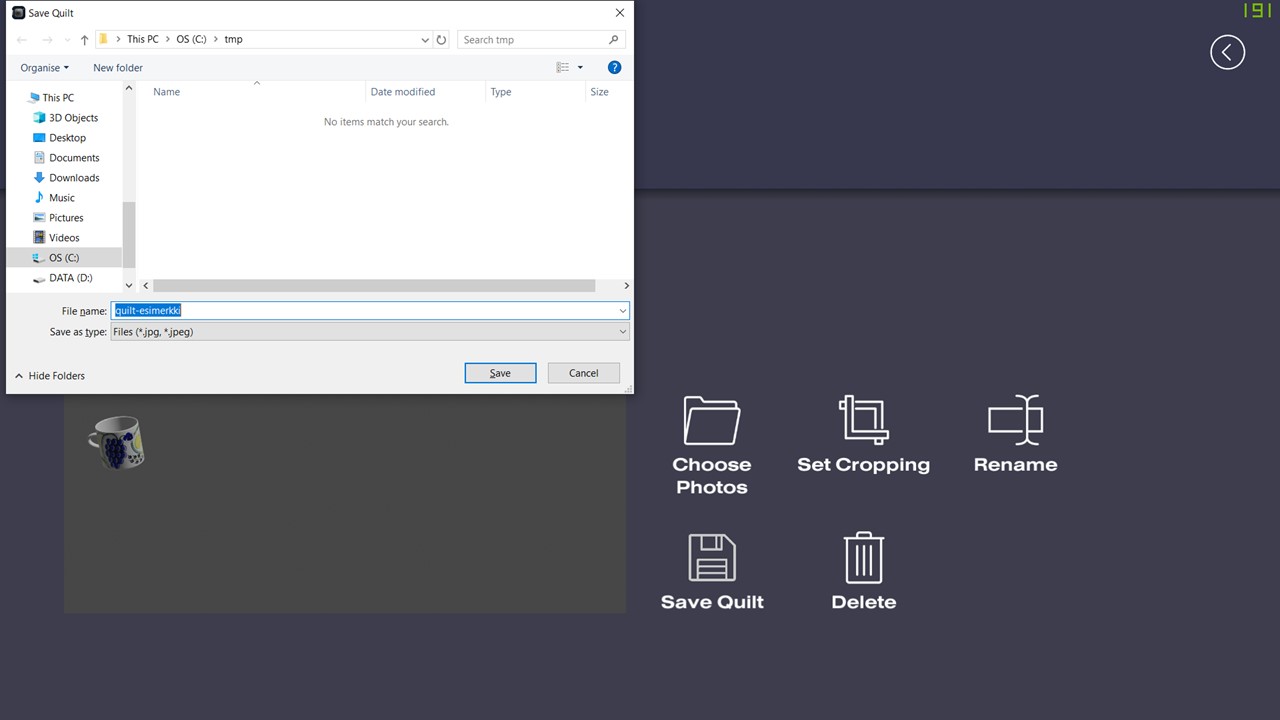 Save Quilt
191
This PC > OS (C:) > tmp
Search tmp
Organise
New folder
?
Name
Date modified
Type
Size
No items match your search.
This PC
3D Objects
Desktop
Documents
Downloads
Music
Pictures
Videos
OS (C:)
DATA (D:)
File name:
quilt-esimerkki
Save as type:
Files (*.jpg, *.jpeg)
Hide Folders
Save
Cancel
Choose
Photos
Set Cropping
Rename
Save Quilt
Delete